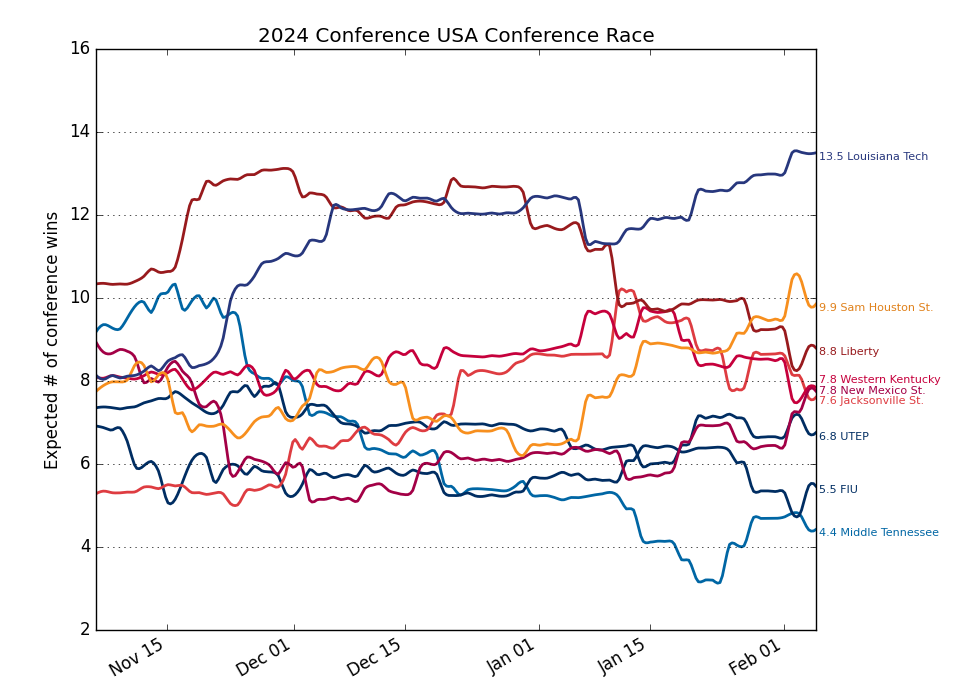 2024 Conference USA Conference Race
Expected # of conference wins
16
14
12
10
8
6
4
2
13.5 Louisiana Tech
9.9 Sam Houston St.
8.8 Liberty
7.8 Western Kentucky
7.8 New Mexico St.
7.6 Jacksonville St.
6.8 UTEP
5.5 FIU
4.4 Middle Tennessee
Nov 15
Dec 01
Dec 15
Jan 01
Jan 15
Feb 01